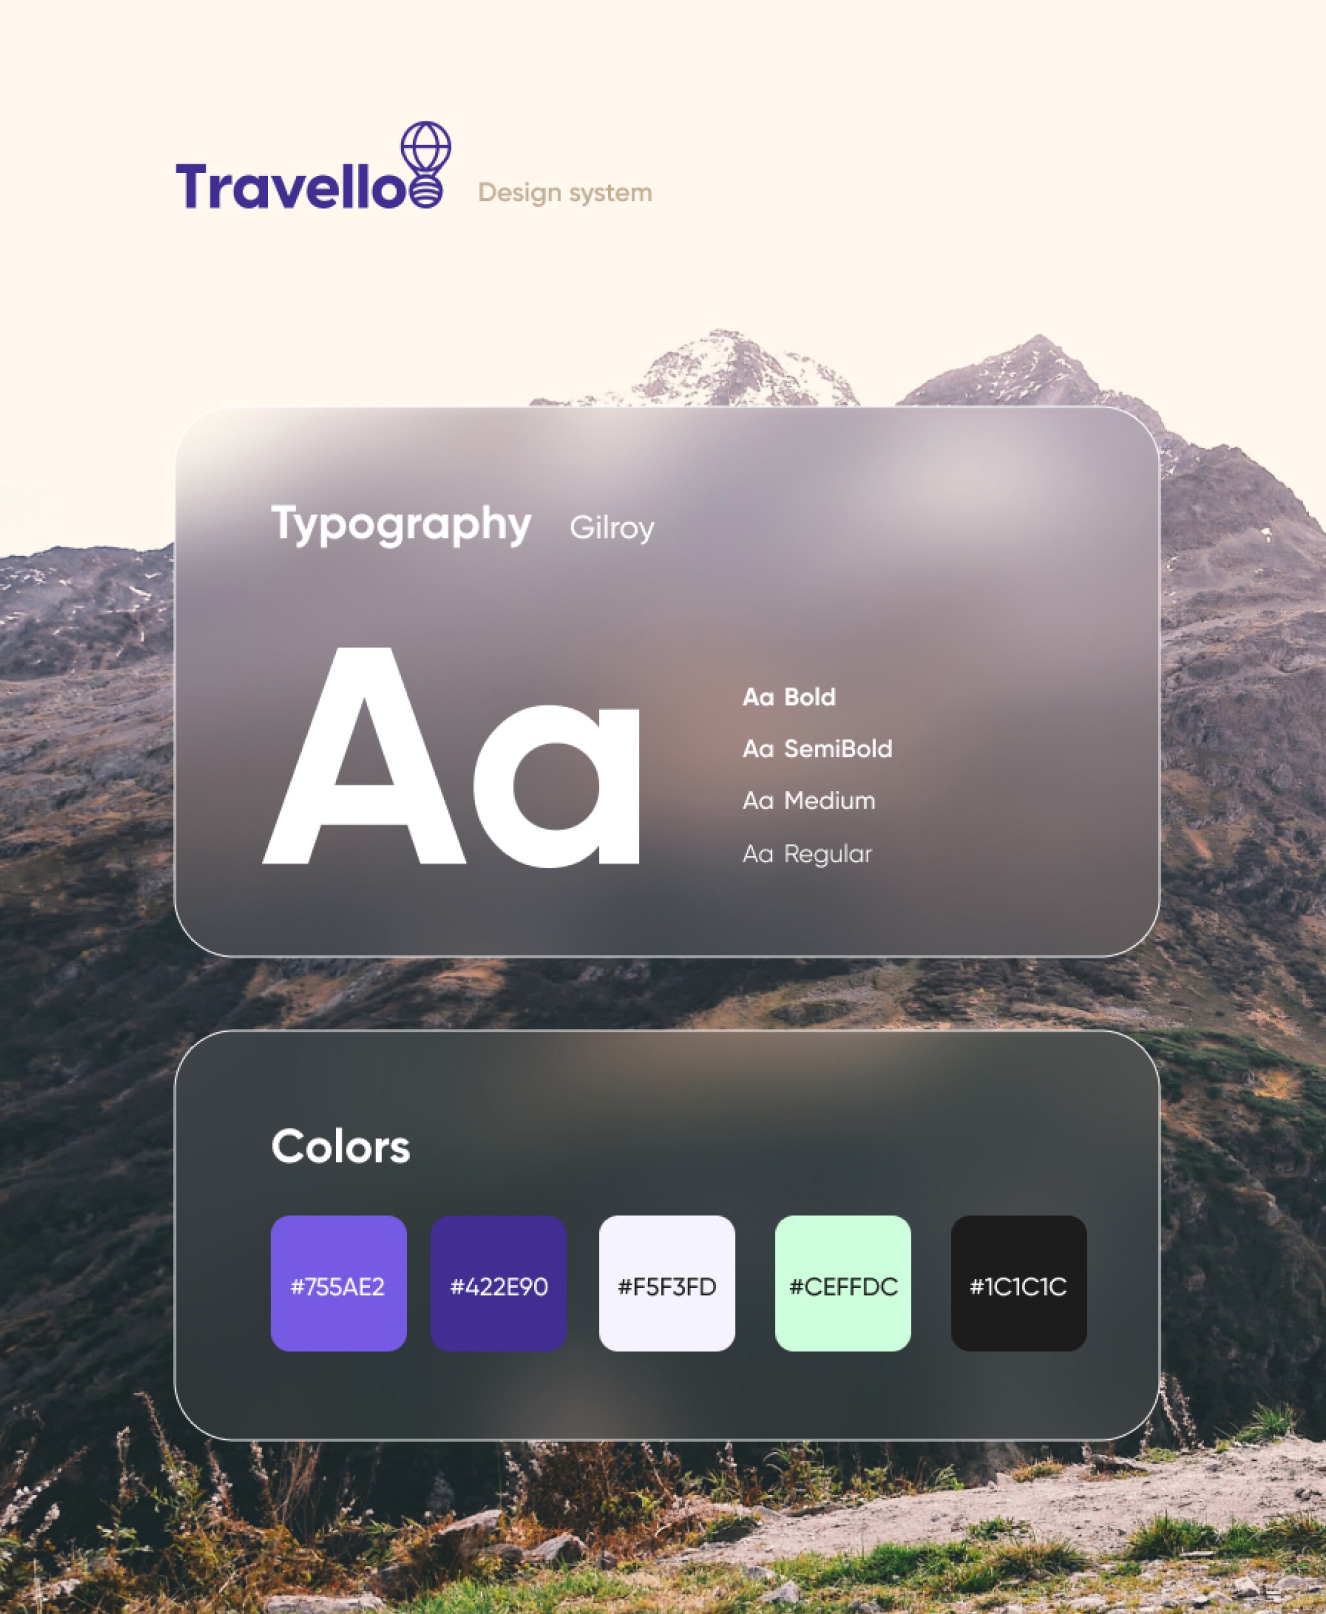 Travello
Design system
Typography Gilroy
Aa
Aa Bold
Aa SemiBold
Aa Medium
Aa Regular
Colors
#755AE2 #422E90 #F5F3FD #CEFFDC #1C1C1C